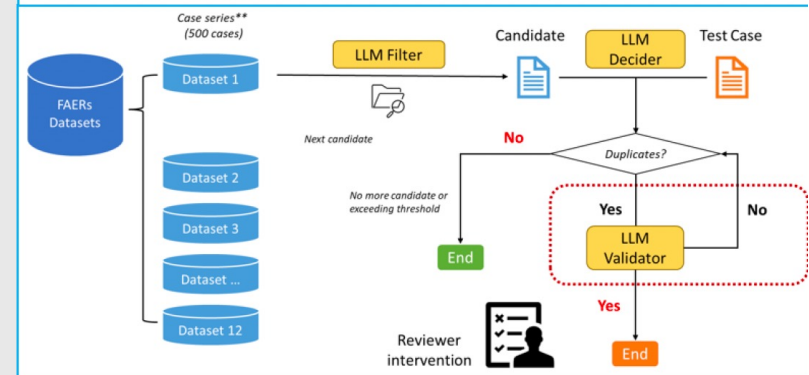 Case series**
(500 cases)
FAERs
Datasets
Dataset 1
Dataset 2
Dataset 3
Dataset ...
Dataset 12
LLM Filter
Next candidate
Candidate
LLM
Decider
Test Case
Duplicates?
No
No more candidate or
exceeding threshold
End
Yes
No
LLM
Validator
Yes
End
Reviewer
intervention